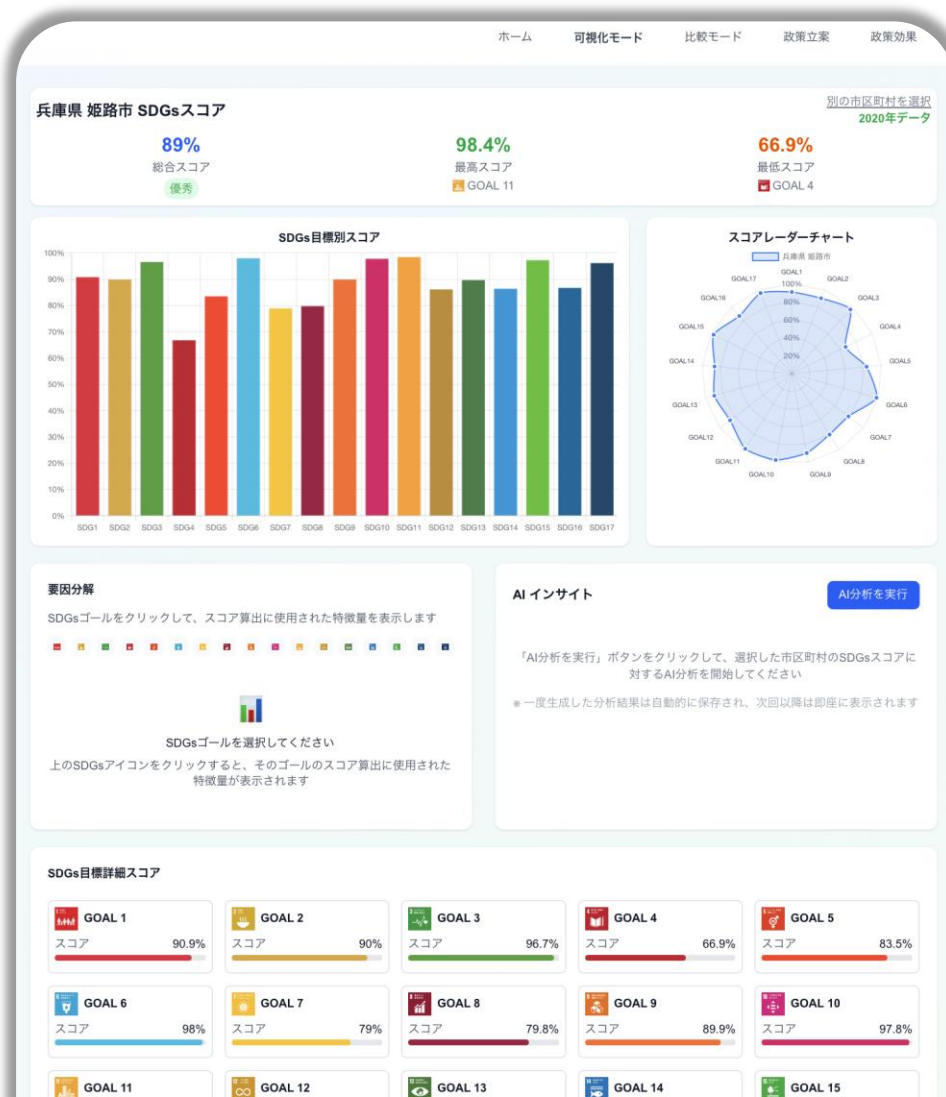 ホーム 可視化モード 比較モード 政策立案 政策効果
兵庫県 姫路市 SDGsスコア
別の市区町村を選択
2020年データ
89% 98.4% 66.9%
総合スコア 最高スコア 最低スコア
優秀 GOAL 11 GOAL 4
SDGs目標別スコア
100%
90%
80%
70%
60%
50%
40%
30%
20%
10%
0%
SDG1 SDG2 SDG3 SDG4 SDG5 SDG6 SDG7 SDG8 SDG9 SDG10 SDG11 SDG12 SDG13 SDG14 SDG15 SDG16 SDG17
スコアレーダーチャート
兵庫県 姫路市
GOAL1
GOAL17 100% GOAL2
GOAL16 80% GOAL3
60%
GOAL15 40% GOAL4
20%
GOAL14 GOAL5
GOAL13 GOAL6
GOAL12 GOAL7
GOAL11 GOAL8
GOAL10 GOAL9
要因分解
SDGsゴールをクリックして、スコア算出に使用された特徴量を表示します
SDGsゴールを選択してください
上のSDGsアイコンをクリックすると、そのゴールのスコア算出に使用された
特徴量が表示されます
AI インサイト AI分析を実行
「AI分析を実行」ボタンをクリックして、選択した市区町村のSDGsスコアに
対するAI分析を開始してください
※ 一度生成した分析結果は自動的に保存され、次回以降は即座に表示されます
SDGs目標詳細スコア
GOAL 1 GOAL 2 GOAL 3 GOAL 4 GOAL 5
スコア 90.9% スコア 90% スコア 96.7% スコア 66.9% スコア 83.5%
GOAL 6 GOAL 7 GOAL 8 GOAL 9 GOAL 10
スコア 98% スコア 79% スコア 79.8% スコア 89.9% スコア 97.8%
GOAL 11 GOAL 12 GOAL 13 GOAL 14 GOAL 15